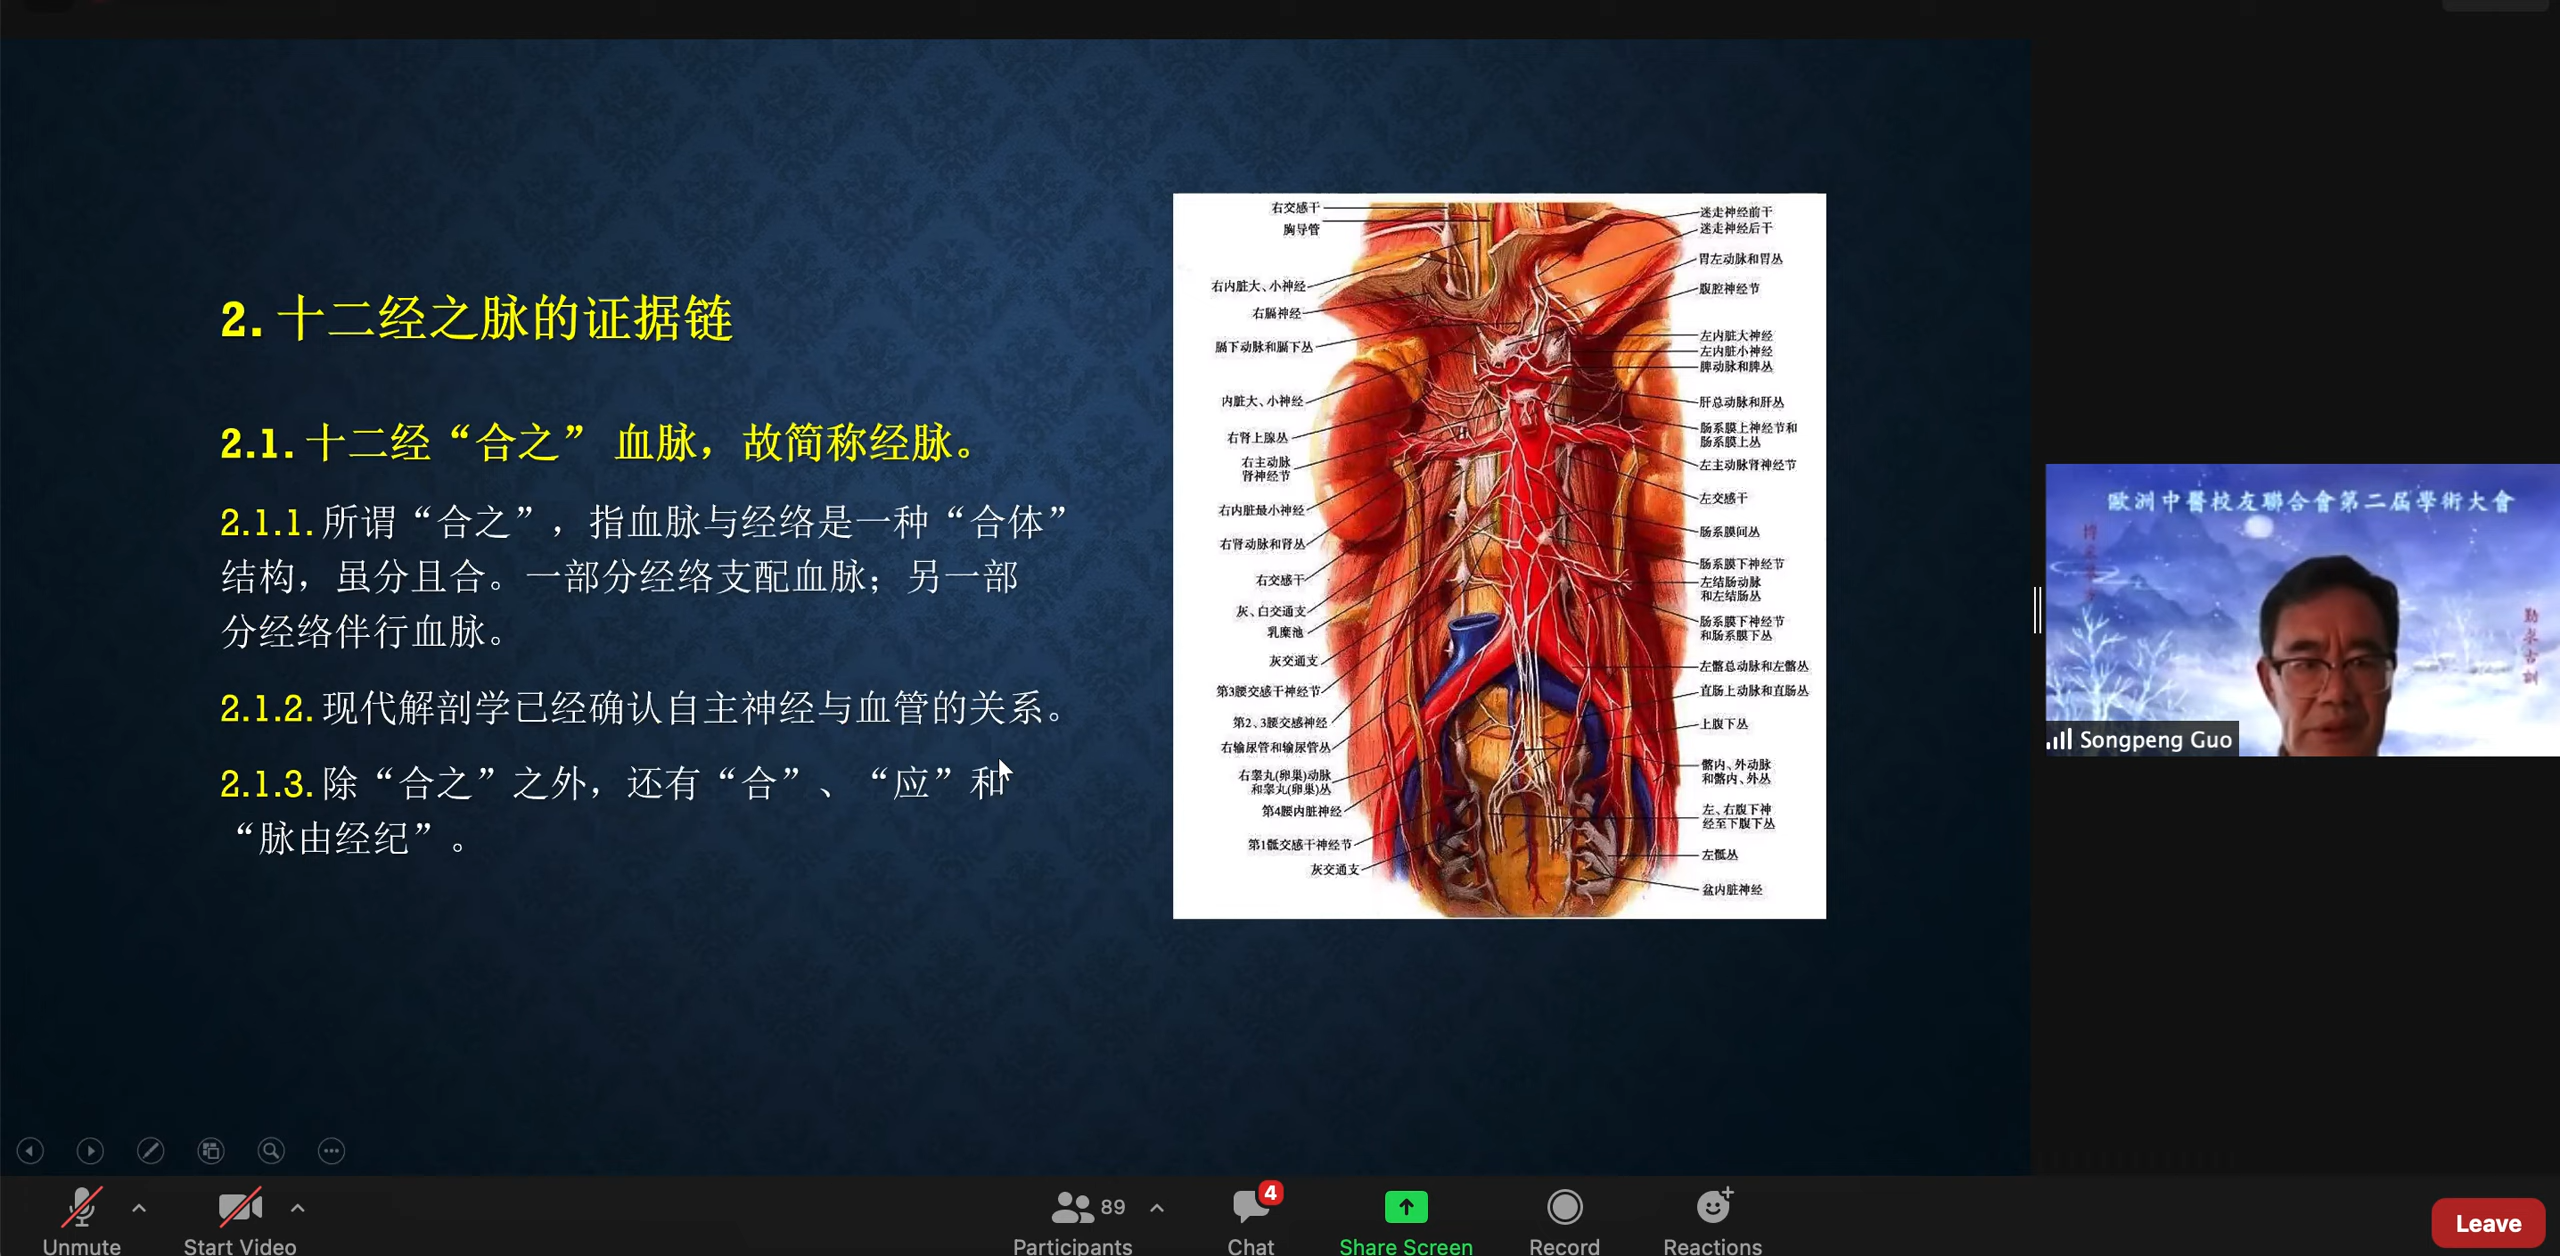 2. 十二经之脉的证据链
2.1. 十二经“合之” 血脉，故简称经脉。
2.1.1. 所谓“合之”，指血脉与经络是一种“合体”
结构，虽分且合。一部分经络支配血脉；另一部
分经络伴行血脉。
2.1.2. 现代解剖学已经确认自主神经与血管的关系。
2.1.3. 除“合之”之外，还有“合”、“应”和
“脉由经纪”。
右交感干
胸导管
右内脏大、小神经
右膈神经
膈下动脉和膈下丛
内脏大、小神经
右肾上腺丛
右主动脉
肾神经节
右内脏最小神经
右肾动脉和肾丛
右交感干
灰、白交通支
乳糜池
灰交通支
第3腰交感干神经节
第2、3腰交感神经
右输尿管和输尿管丛
右睾丸(卵巢)动脉
和睾丸(卵巢)丛
第4腰内脏神经
第1骶交感干神经节
灰交通支
迷走神经前干
迷走神经后干
胃左动脉和胃丛
腹腔神经节
左内脏大神经
左内脏小神经
脾动脉和脾丛
肝总动脉和肝丛
肠系膜上神经节和
肠系膜上丛
左主动脉肾神经节
左交感干
肠系膜间丛
肠系膜下神经节
左结肠动脉
和左结肠丛
肠系膜下神经节
和肠系膜下丛
左髂总动脉和左髂丛
直肠上动脉和直肠丛
上腹下丛
髂内、外动脉
和髂内、外丛
左、右腹下神
经至下腹下丛
左骶丛
盆内脏神经
歐洲中醫校友聯合會第二屆學術大會
勤求古訓
Songpeng Guo
Unmute
Start Video
89
Participants
4
Chat
Share Screen
Record
Reactions
Leave